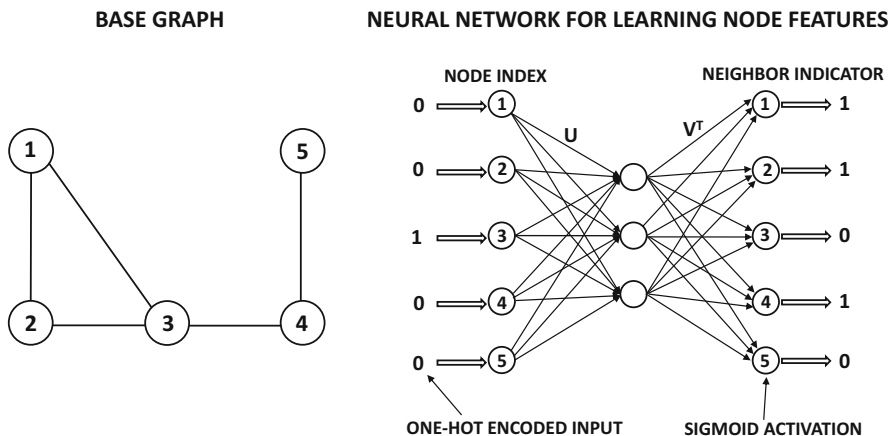 BASE GRAPH
NEURAL NETWORK FOR LEARNING NODE FEATURES
1
5
2
3
4
NODE INDEX
NEIGHBOR INDICATOR
0 1 1 1
U
Vᵀ
0 2 2 1
1 3 3 0
0 4 4 1
0 5 5 0
ONE-HOT ENCODED INPUT
SIGMOID ACTIVATION